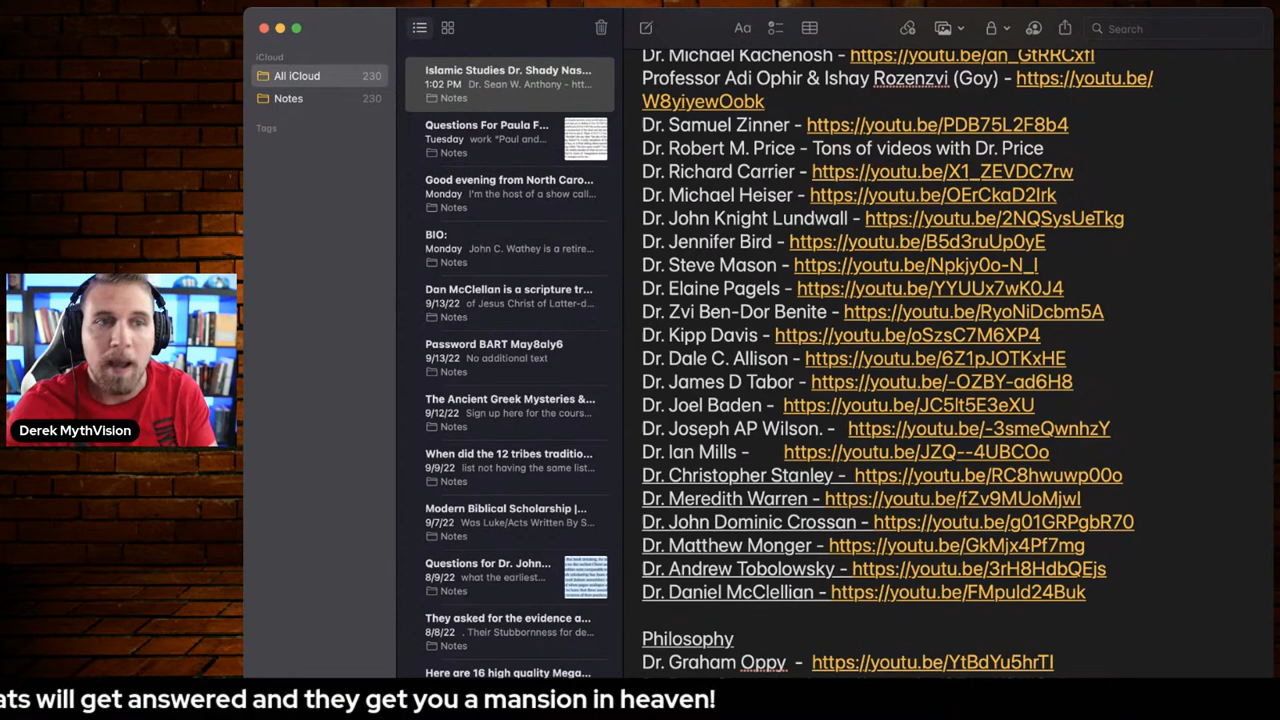 iCloud
All iCloud 230
Notes 230
Tags
Islamic Studies Dr. Shady Nas...
1:02 PM Dr. Sean W. Anthony - htt...
Notes
Questions For Paula F...
Tuesday work "Paul and...
Notes
Good evening from North Caro...
Monday I'm the host of a show call...
Notes
BIO:
Monday John C. Wathey is a retire...
Notes
Dan McClellan is a scripture tr...
9/13/22 of Jesus Christ of Latter-d...
Notes
Password BART May8aly6
9/13/22 No additional text
Notes
The Ancient Greek Mysteries &...
9/12/22 Sign up here for the cours...
Notes
When did the 12 tribes traditio...
9/9/22 list not having the same list...
Notes
Modern Biblical Scholarship |...
9/7/22 Was Luke/Acts Written By S...
Notes
Questions for Dr. John...
8/9/22 what the earliest...
Notes
They asked for the evidence a...
8/8/22 . Their Stubbornness for de...
Notes
Here are 16 high quality Mega...
Aa
Search
Dr. Michael Kachenosh - https://youtu.be/an_GtRRCxfI
Professor Adi Ophir & Ishay Rozenzvi (Goy) - https://youtu.be/
W8yiyewOobk
Dr. Samuel Zinner - https://youtu.be/PDB75L2F8b4
Dr. Robert M. Price - Tons of videos with Dr. Price
Dr. Richard Carrier - https://youtu.be/X1_ZEVDC7rw
Dr. Michael Heiser - https://youtu.be/OErCkaD2Irk
Dr. John Knight Lundwall - https://youtu.be/2NQSysUeTkg
Dr. Jennifer Bird - https://youtu.be/B5d3ruUp0yE
Dr. Steve Mason - https://youtu.be/Npkjy0o-N_I
Dr. Elaine Pagels - https://youtu.be/YYUUx7wK0J4
Dr. Zvi Ben-Dor Benite - https://youtu.be/RyoNiDcbm5A
Dr. Kipp Davis - https://youtu.be/oSzsC7M6XP4
Dr. Dale C. Allison - https://youtu.be/6Z1pJOTKxHE
Dr. James D Tabor - https://youtu.be/-OZBY-ad6H8
Dr. Joel Baden - https://youtu.be/JC5lt5E3eXU
Dr. Joseph AP Wilson. - https://youtu.be/-3smeQwnhzY
Dr. Ian Mills - https://youtu.be/JZQ--4UBCOo
Dr. Christopher Stanley - https://youtu.be/RC8hwuwp00o
Dr. Meredith Warren - https://youtu.be/fZv9MUoMjwI
Dr. John Dominic Crossan - https://youtu.be/g01GRPgbR70
Dr. Matthew Monger - https://youtu.be/GkMjx4Pf7mg
Dr. Andrew Tobolowsky - https://youtu.be/3rH8HdbQEjs
Dr. Daniel McClellian - https://youtu.be/FMpuld24Buk
Philosophy
Dr. Graham Oppy - https://youtu.be/YtBdYu5hrTI
Derek MythVision
ats will get answered and they get you a mansion in heaven!